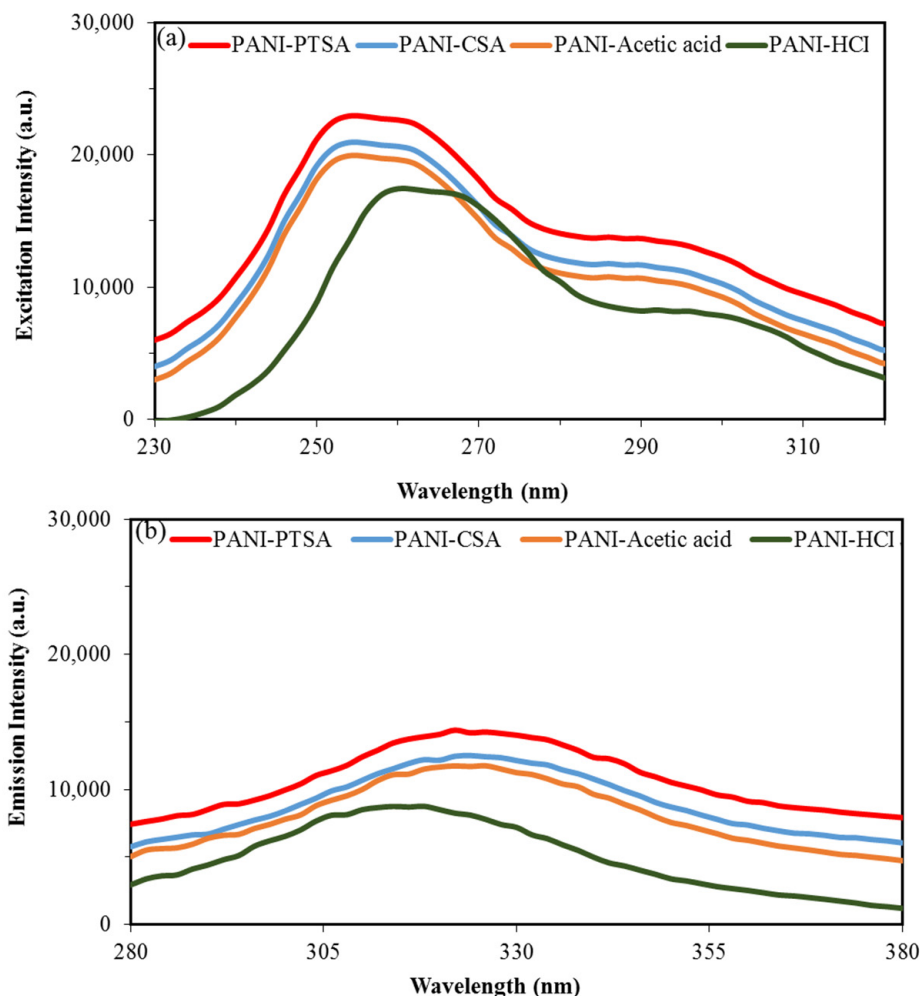 30,000
(a)
PANI-PTSA PANI-CSA PANI-Acetic acid PANI-HCl
20,000
Excitation Intensity (a.u.)
10,000
0
230 250 270 290 310
Wavelength (nm)
30,000
(b)
PANI-PTSA PANI-CSA PANI-Acetic acid PANI-HCl
20,000
Emission Intensity (a.u.)
10,000
0
280 305 330 355 380
Wavelength (nm)